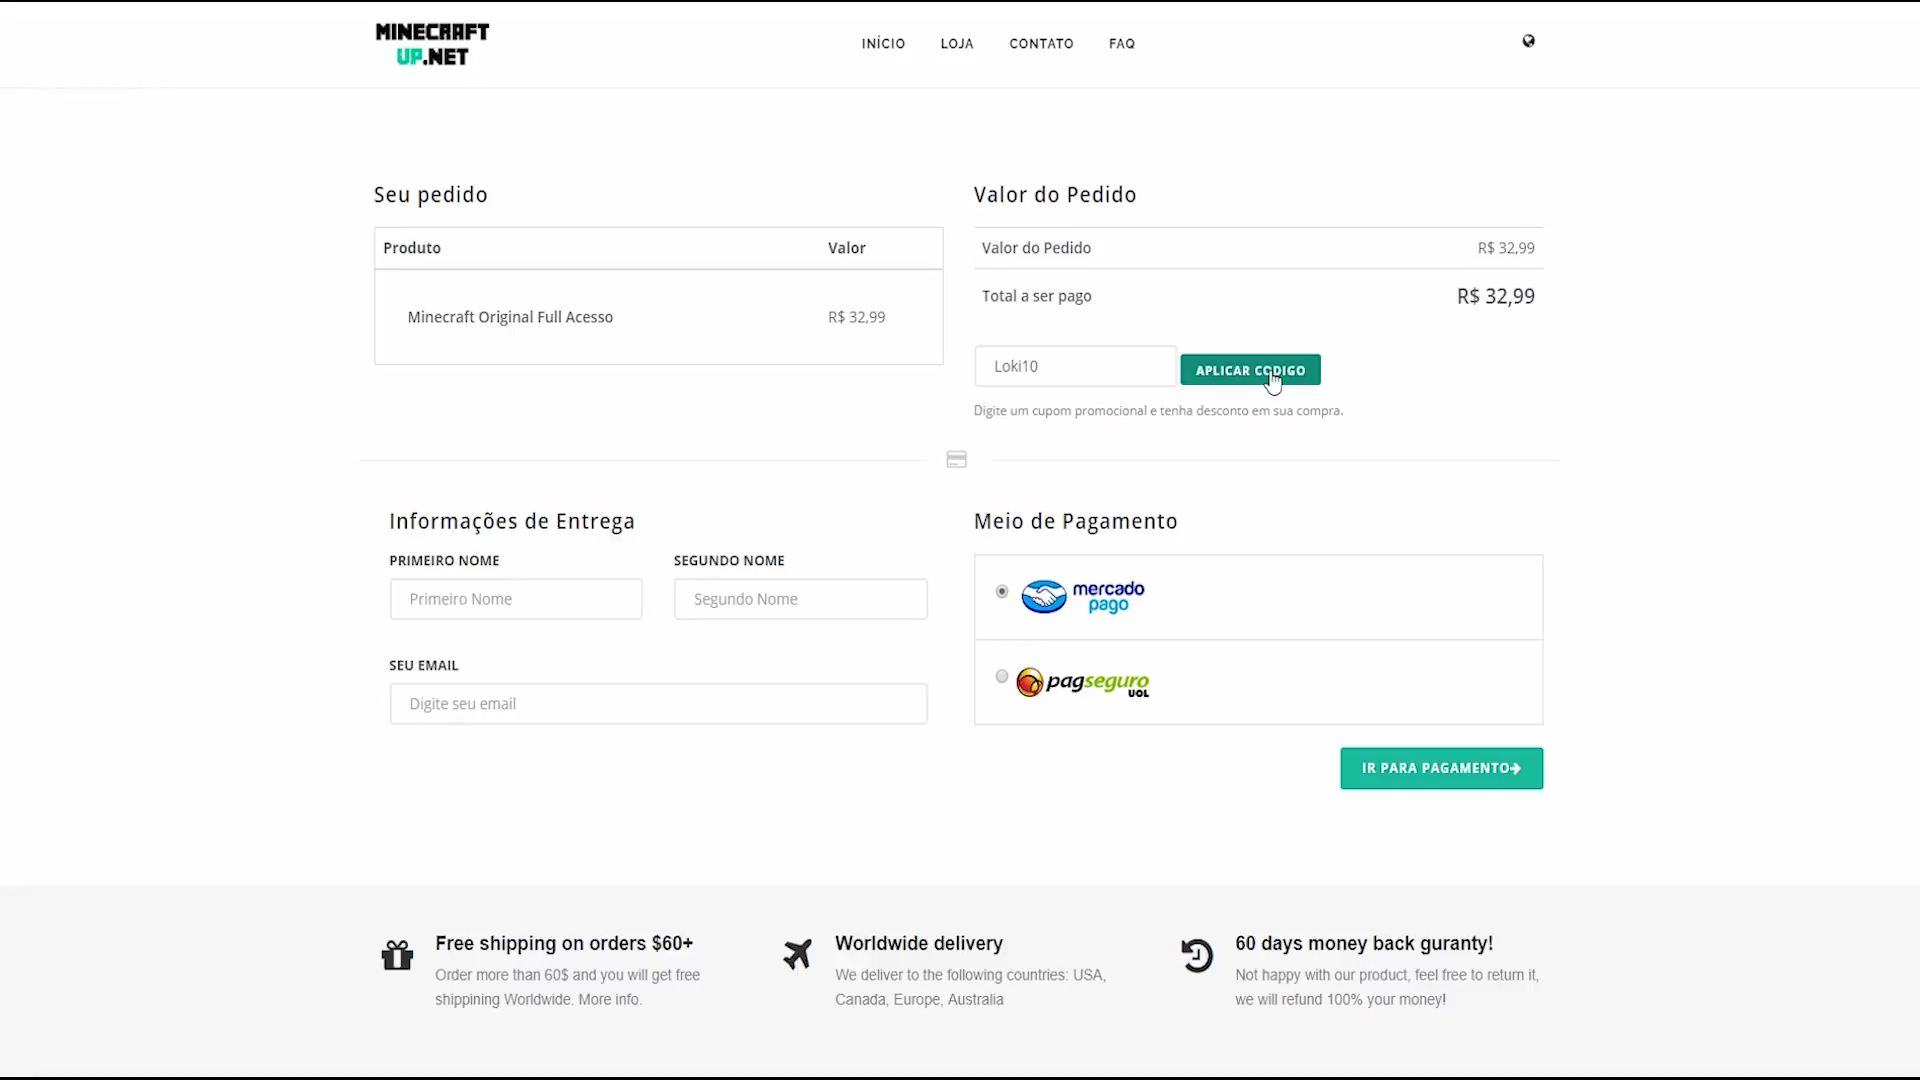 MINECRAFT
UP.NET
INÍCIO
LOJA
CONTATO
FAQ
Seu pedido
Produto Valor
Minecraft Original Full Acesso R$ 32,99
Valor do Pedido
Valor do Pedido R$ 32,99
Total a ser pago R$ 32,99
Loki10
APLICAR CODIGO
Digite um cupom promocional e tenha desconto em sua compra.
Informações de Entrega
PRIMEIRO NOME
Primeiro Nome
SEGUNDO NOME
Segundo Nome
SEU EMAIL
Digite seu email
Meio de Pagamento
mercado
pago
pagseguro
UOL
IR PARA PAGAMENTO
Free shipping on orders $60+
Order more than 60$ and you will get free
shippining Worldwide. More info.
Worldwide delivery
We deliver to the following countries: USA,
Canada, Europe, Australia
60 days money back guranty!
Not happy with our product, feel free to return it,
we will refund 100% your money!